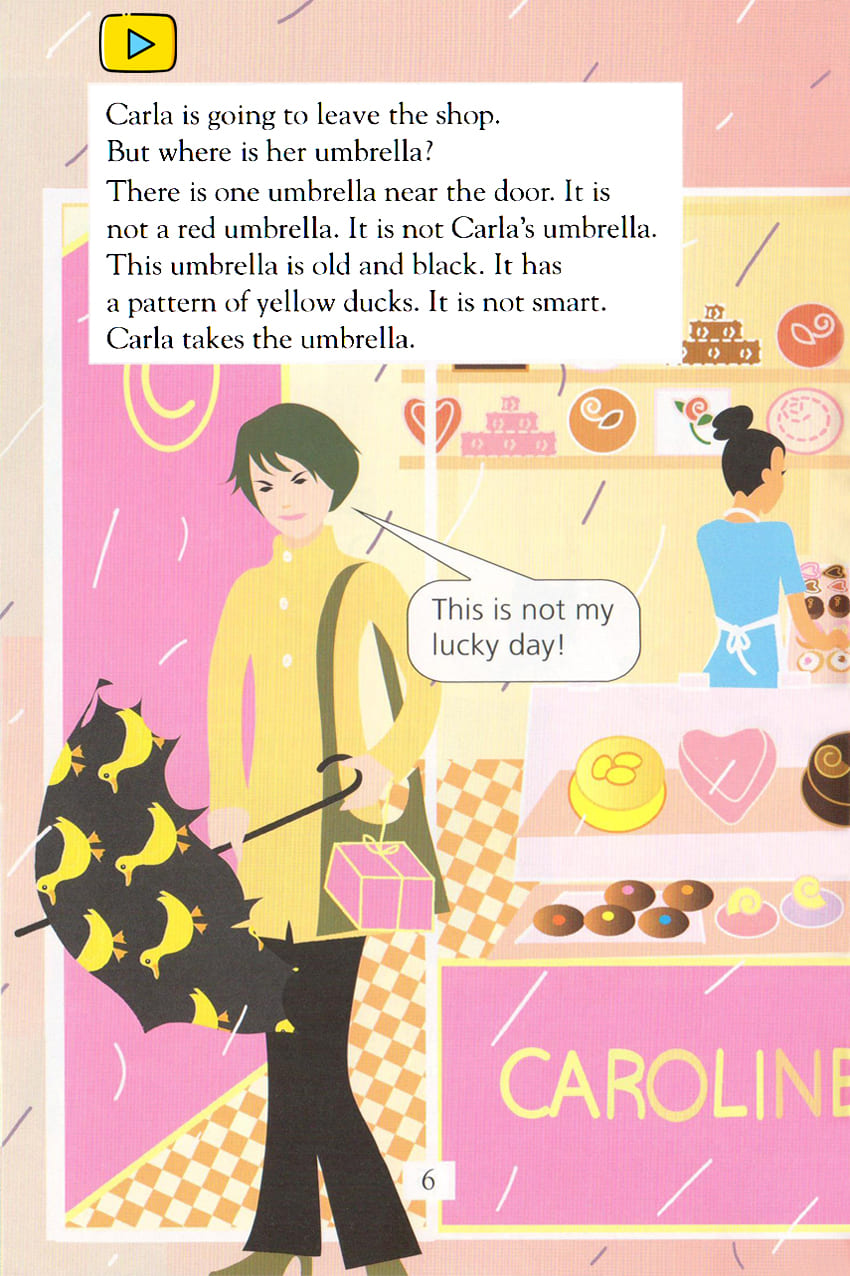 Carla is going to leave the shop.
But where is her umbrella?
There is one umbrella near the door. It is
not a red umbrella. It is not Carla's umbrella.
This umbrella is old and black. It has
a pattern of yellow ducks. It is not smart.
Carla takes the umbrella.
This is not my
lucky day!
CAROLINE
6